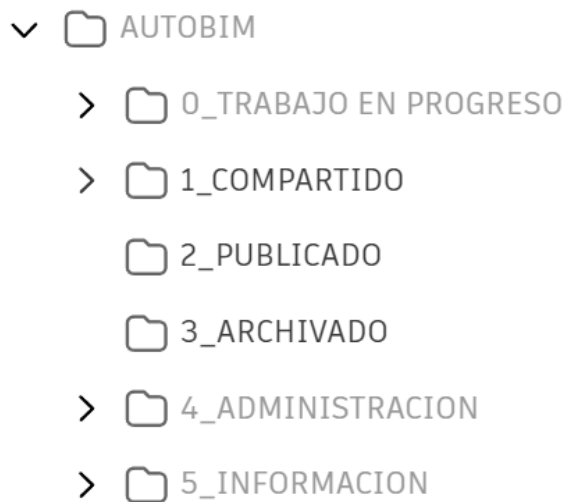 AUTOBIM
0_TRABAJO EN PROGRESO
1_COMPARTIDO
2_PUBLICADO
3_ARCHIVADO
4_ADMINISTRACION
5_INFORMACION